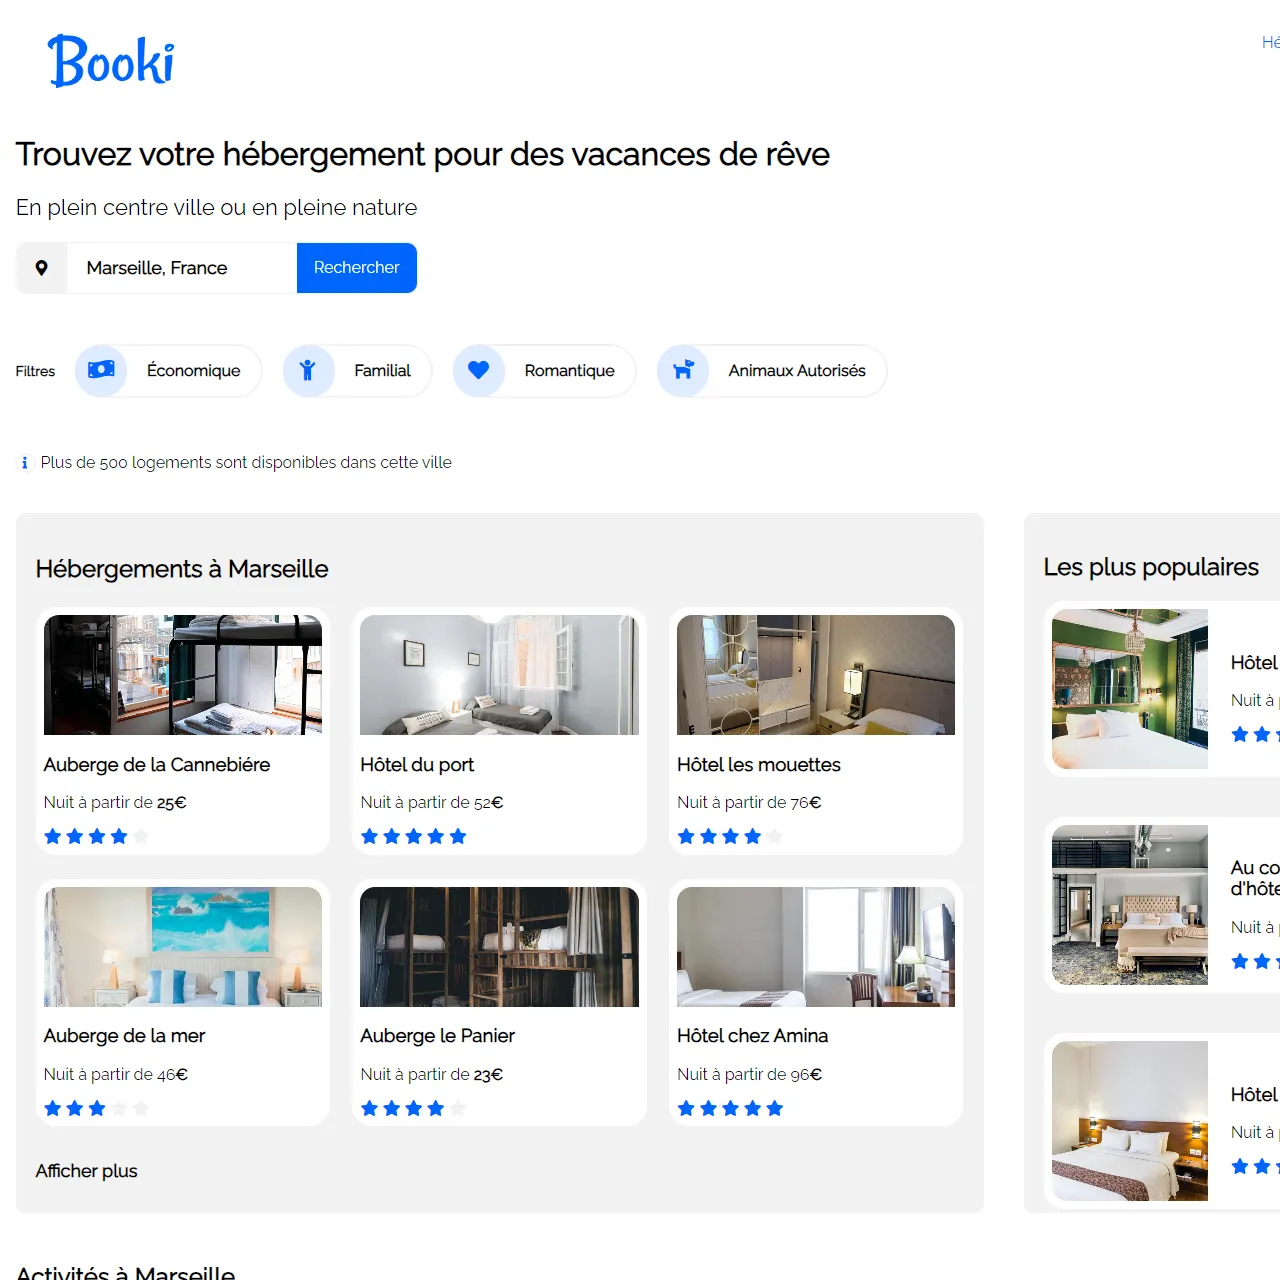 Booki
Hé
Trouvez votre hébergement pour des vacances de rêve
En plein centre ville ou en pleine nature
Marseille, France
Rechercher
Filtres
Économique
Familial
Romantique
Animaux Autorisés
Plus de 500 logements sont disponibles dans cette ville
Hébergements à Marseille
Auberge de la Cannebiére
Nuit à partir de 25€
Hôtel du port
Nuit à partir de 52€
Hôtel les mouettes
Nuit à partir de 76€
Auberge de la mer
Nuit à partir de 46€
Auberge le Panier
Nuit à partir de 23€
Hôtel chez Amina
Nuit à partir de 96€
Afficher plus
Les plus populaires
Hôtel
Nuit à
Au co
d'hôte
Nuit à
Hôtel
Nuit à
Activités à Marseille